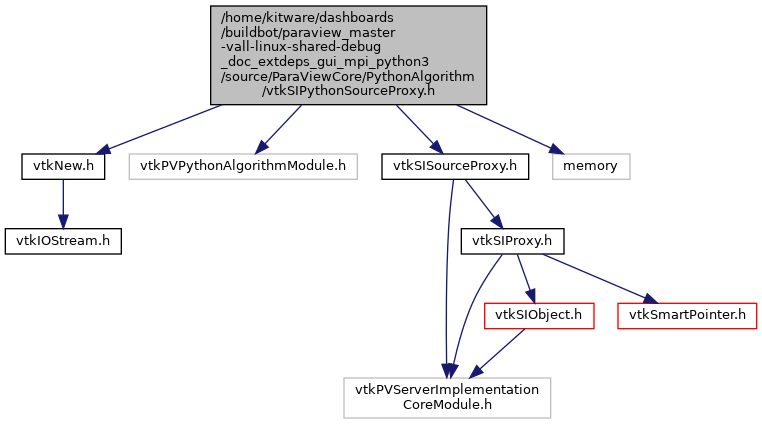 /home/kitware/dashboards
/buildbot/paraview_master
-vall-linux-shared-debug
_doc_extdeps_gui_mpi_python3
/source/ParaViewCore/PythonAlgorithm
/vtkSIPythonSourceProxy.h
vtkNew.h
vtkPVPythonAlgorithmModule.h
vtkSISourceProxy.h
memory
vtkIOStream.h
vtkSIProxy.h
vtkSIObject.h
vtkSmartPointer.h
vtkPVServerImplementation
CoreModule.h